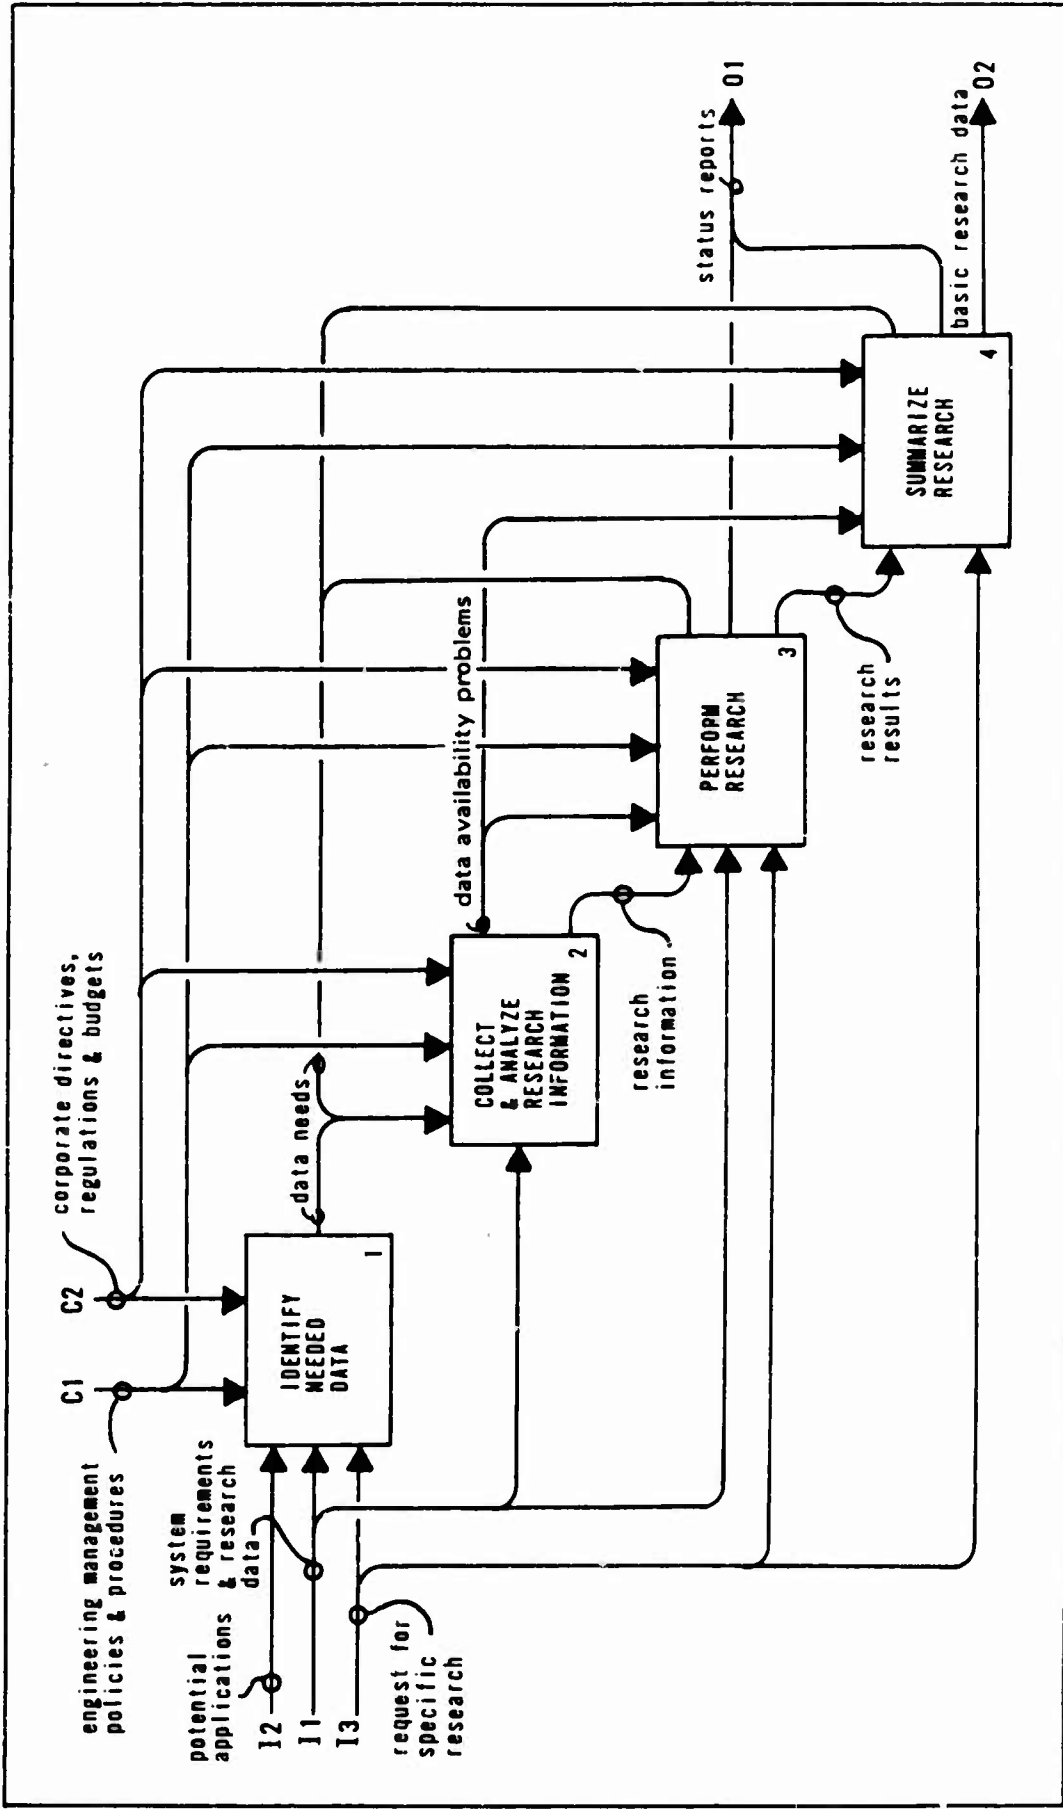 C1
C2
engineering management
policies & procedures
corporate directives,
regulations & budgets
potential
applications
system
requirements
& research
data
I2
I1
I3
request for
specific
research
IDENTIFY
NEEDED
DATA
1
data needs
COLLECT
& ANALYZE
RESEARCH
INFORMATION
2
data availability problems
research
information
PERFORM
RESEARCH
3
research
results
SUMMARIZE
RESEARCH
4
status reports
O1
basic research data
O2